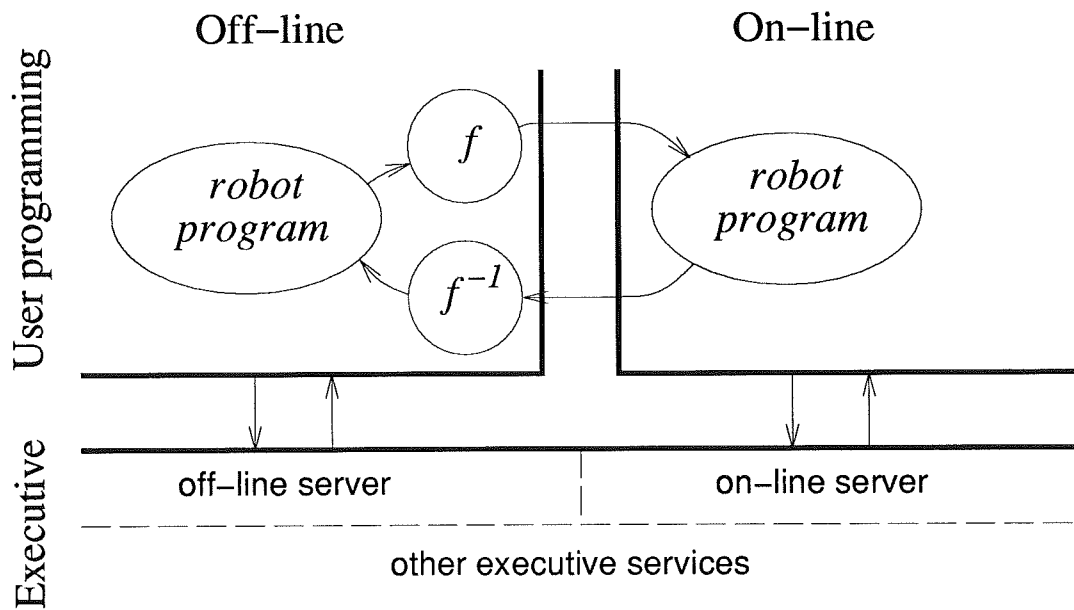 Off–line
On–line
User programming
robot
program
f
f⁻¹
robot
program
Executive
off–line server
on–line server
other executive services